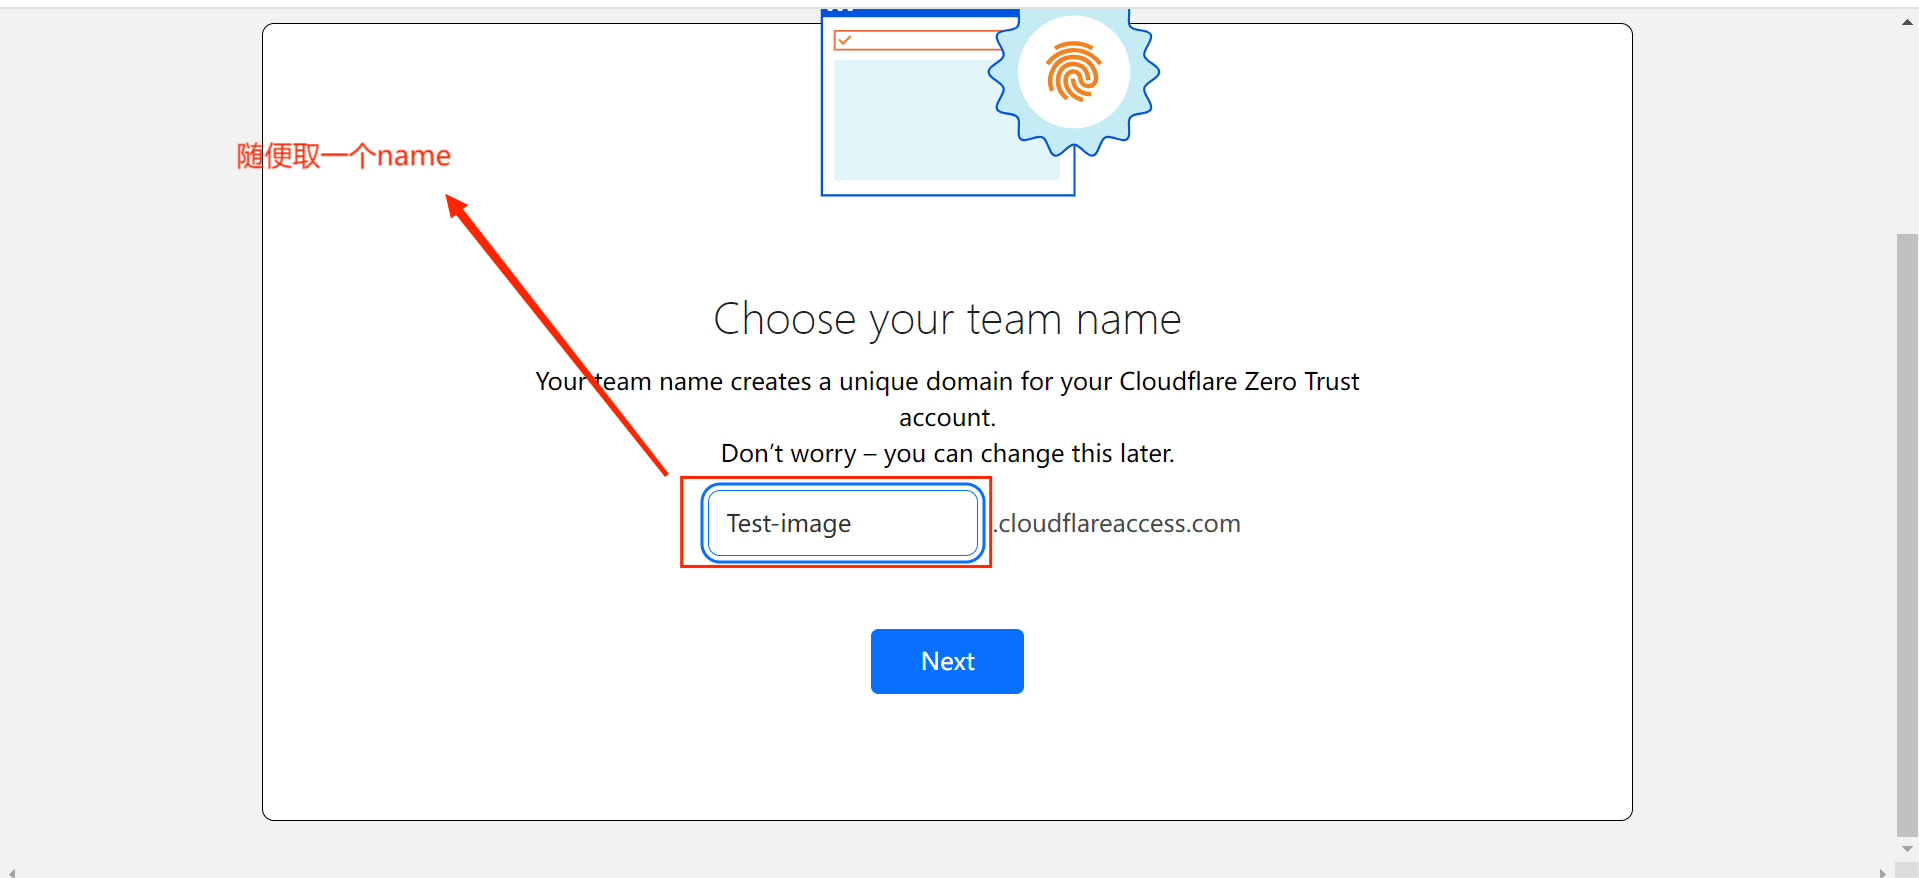 随便取一个name
Choose your team name
Your team name creates a unique domain for your Cloudflare Zero Trust
account.
Don’t worry – you can change this later.
Test-image .cloudflareaccess.com
Next